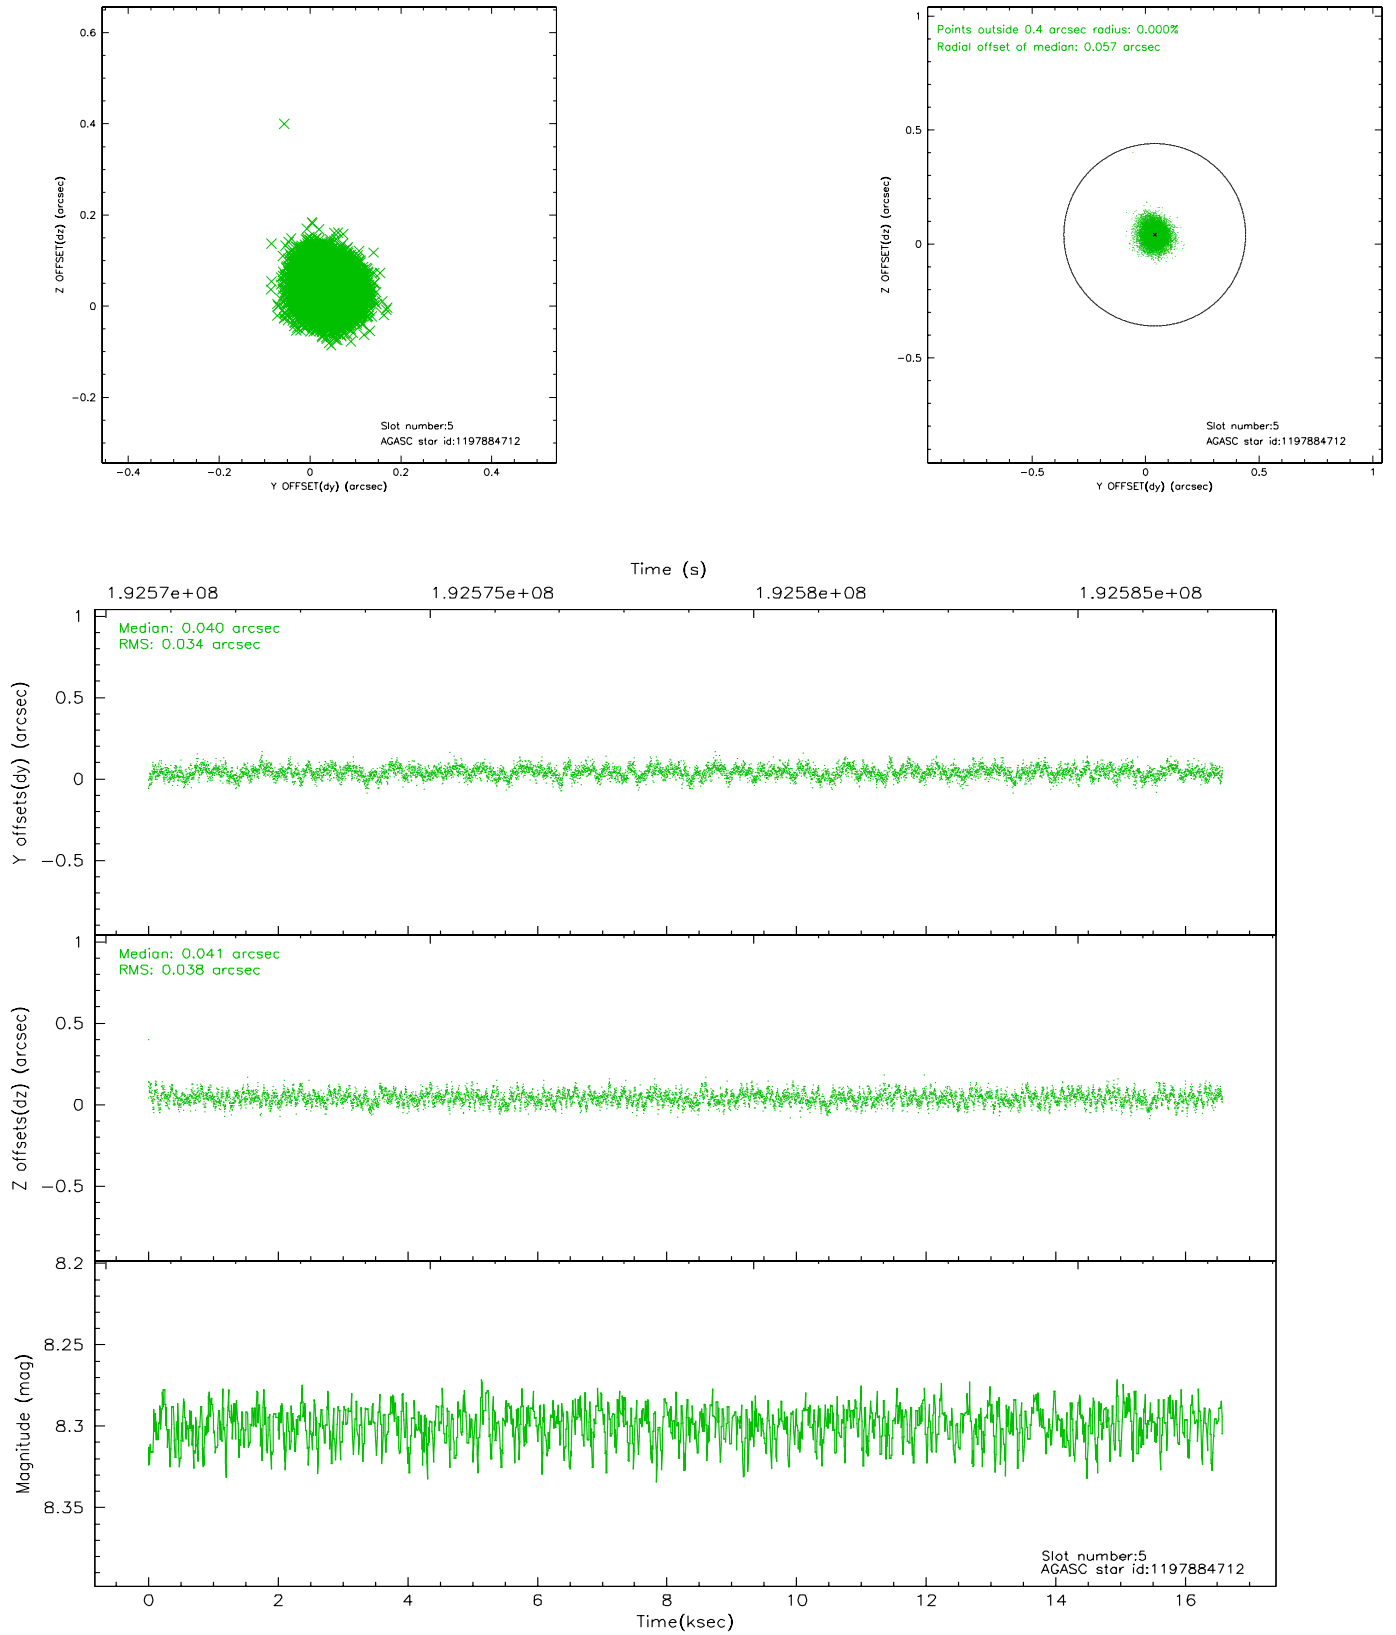 0.6
0.4
0.2
0
−0.2
Z OFFSET(dz) (arcsec)
Slot number:5
AGASC star id:1197884712
−0.4
−0.2
0
0.2
0.4
Y OFFSET(dy) (arcsec)
Points outside 0.4 arcsec radius: 0.000%
Radial offset of median: 0.057 arcsec
1
0.5
0
−0.5
Z OFFSET(dz) (arcsec)
Slot number:5
AGASC star id:1197884712
−0.5
0
0.5
1
Y OFFSET(dy) (arcsec)
Time (s)
1.9257e+08
1.92575e+08
1.9258e+08
1.92585e+08
Median: 0.040 arcsec
RMS: 0.034 arcsec
1
0.5
0
−0.5
Y offsets(dy) (arcsec)
Median: 0.041 arcsec
RMS: 0.038 arcsec
1
0.5
0
−0.5
Z offsets(dz) (arcsec)
8.2
8.25
8.3
8.35
Magnitude (mag)
Slot number:5
AGASC star id:1197884712
0
2
4
6
8
10
12
14
16
Time(ksec)